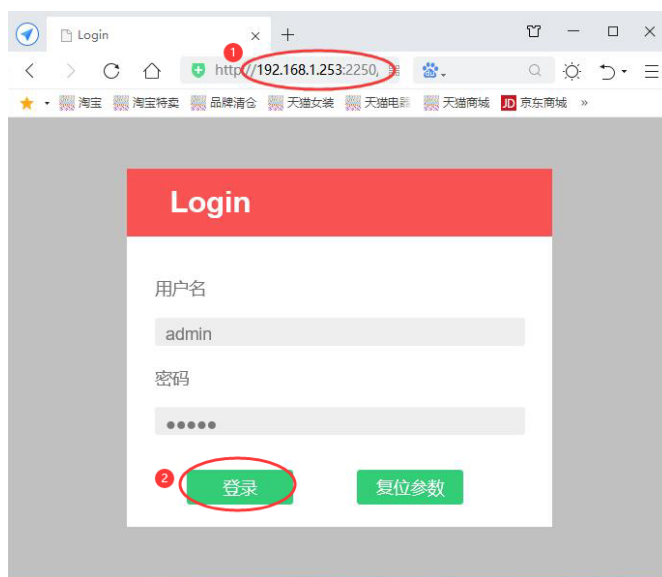 Login
1
http://192.168.1.253:2250,
淘宝 淘宝特卖 品牌清仓 天猫女装 天猫电器 天猫商城 JD 京东商城 »
Login
用户名
admin
密码
●●●●●
2
登录 复位参数